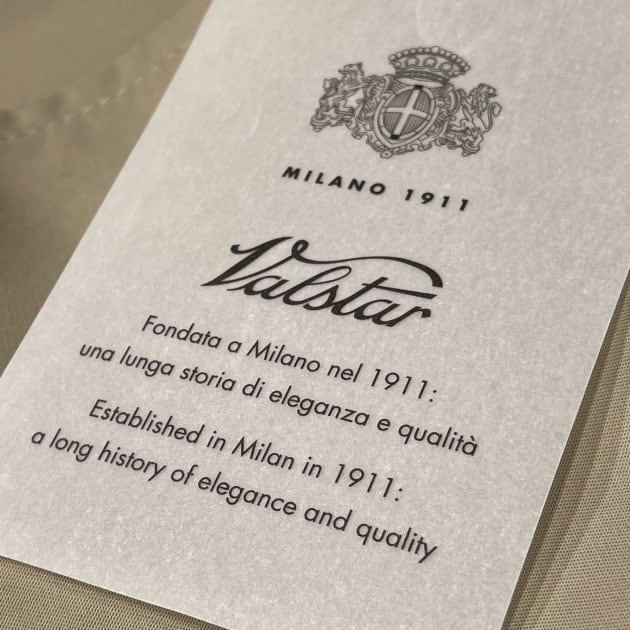 MILANO 1911
Valstar
Fondata a Milano nel 1911:
una lunga storia di eleganza e qualità
Established in Milan in 1911:
a long history of elegance and quality